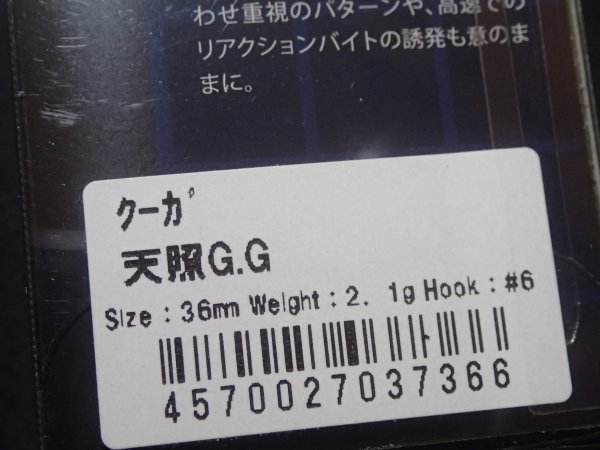 わせ重視のパターンや、高速での
リアクションバイトの誘発も意のま
まに。
クーガ
天照G.G
Size : 36mm Weight : 2. 1g Hook : #6
4570027037366